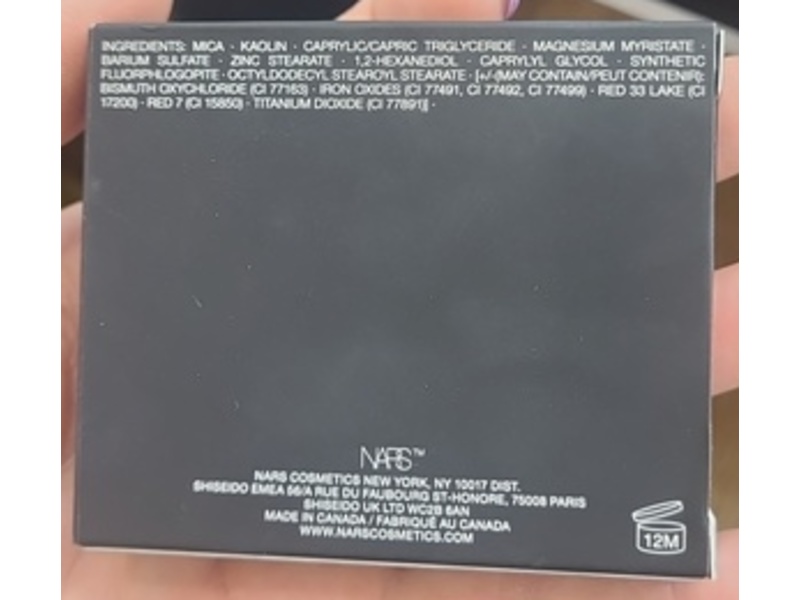 INGREDIENTS: MICA · KAOLIN · CAPRYLIC/CAPRIC TRIGLYCERIDE · MAGNESIUM MYRISTATE ·
BARIUM SULFATE · ZINC STEARATE · 1,2-HEXANEDIOL · CAPRYLYL GLYCOL · SYNTHETIC
FLUORPHLOGOPITE · OCTYLDODECYL STEAROYL STEARATE · [+/-(MAY CONTAIN/PEUT CONTENIR):
BISMUTH OXYCHLORIDE (CI 77163) · IRON OXIDES (CI 77491, CI 77492, CI 77499) · RED 33 LAKE (CI
17200) · RED 7 (CI 15850) · TITANIUM DIOXIDE (CI 77891)] ·
NARS™
NARS COSMETICS NEW YORK, NY 10017 DIST.
SHISEIDO EMEA 56/A RUE DU FAUBOURG ST-HONORE, 75008 PARIS
SHISEIDO UK LTD WC2B 6AN
MADE IN CANADA / FABRIQUÉ AU CANADA
WWW.NARSCOSMETICS.COM
12M